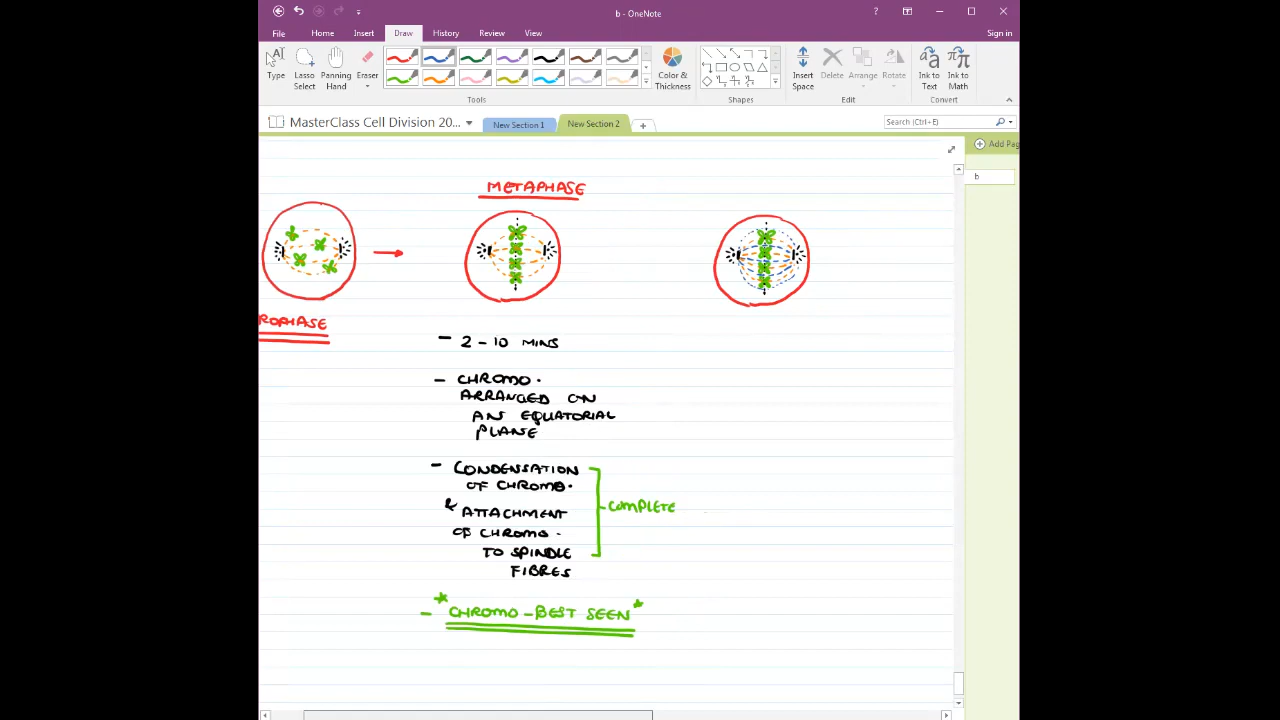 b - OneNote
File Home Insert Draw History Review View Sign in
Type
Lasso Select
Panning Hand
Eraser
Color & Thickness
Insert Space
Delete
Arrange
Rotate
Ink to Text
Ink to Math
Tools
Shapes
Edit
Convert
MasterClass Cell Division 20...
New Section 1
New Section 2
Search (Ctrl+E)
Add Pag
b
METAPHASE
ROPHASE
- 2 - 10 MINS
- CHROMO.
ARRANGED ON
AN EQUATORIAL
PLANE
- CONDENSATION
OF CHROMO.
& ATTACHMENT
OF CHROMO.
TO SPINDLE
FIBRES
COMPLETE
- * CHROMO - BEST SEEN *